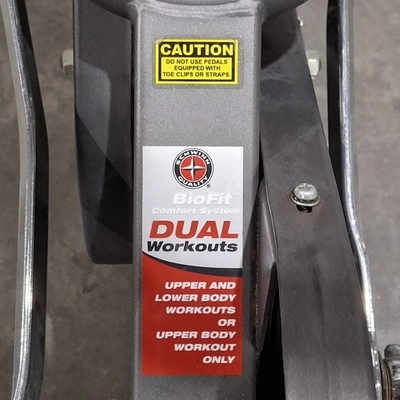 CAUTION
DO NOT USE PEDALS
EQUIPPED WITH
TOE CLIPS OR STRAPS.
SCHWINN
QUALITY
®
BioFit
Comfort System
DUAL
Workouts
UPPER AND
LOWER BODY
WORKOUTS
OR
UPPER BODY
WORKOUT
ONLY